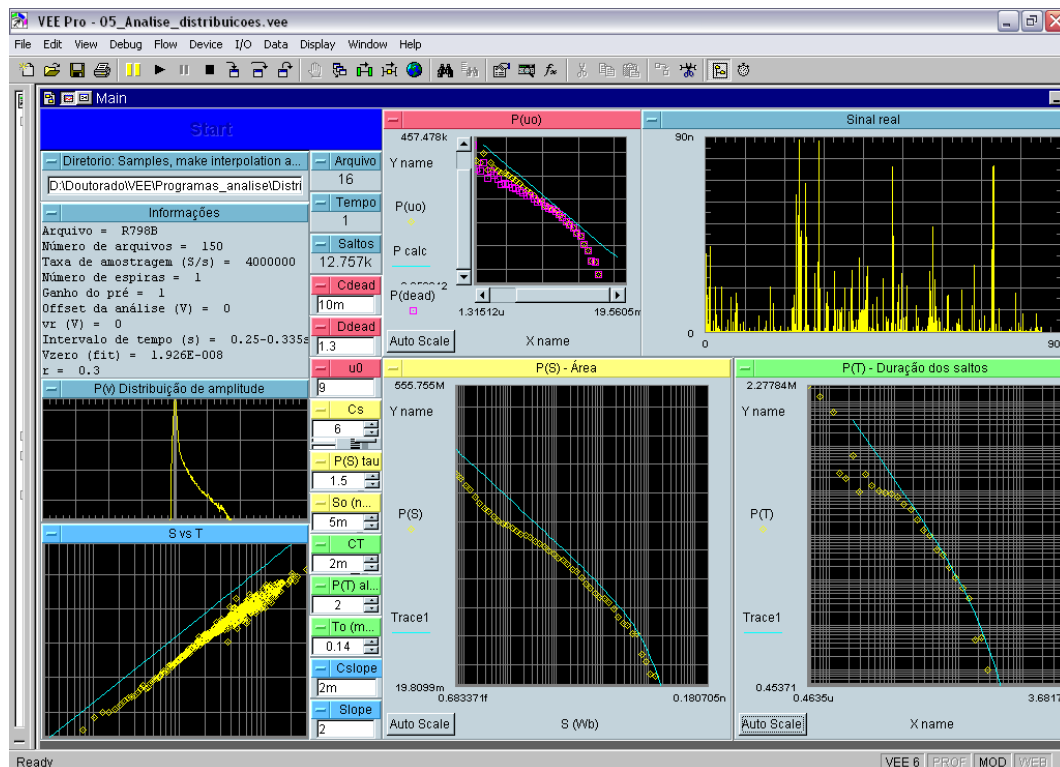 VEE Pro - 05_Analise_distribuicoes.vee
File Edit View Debug Flow Device I/O Data Display Window Help
Main
Start
Diretorio: Samples, make interpolation a...
D:\Doutorado\VEE\Programas_analise\Distri
Informações
Arquivo = R798B
Número de arquivos = 150
Taxa de amostragem (S/s) = 4000000
Número de espiras = 1
Ganho do pré = 1
Offset da análise (V) = 0
vr (V) = 0
Intervalo de tempo (s) = 0.25-0.335s
Vzero (fit) = 1.926E-008
r = 0.3
P(v) Distribuição de amplitude
S vs T
Arquivo
16
Tempo
1
Saltos
12.757k
Cdead
10m
Ddead
1.3
u0
9
Cs
6
P(S) tau
1.5
So (n...
5m
CT
2m
P(T) al...
2
To (m...
0.14
Cslope
2m
Slope
2
P(uo)
457.478k
Y name
P(uo)
P calc
P(dead)
1.31512u
19.5605m
Auto Scale
X name
Sinal real
90n
0
0
90
P(S) - Área
555.755M
Y name
P(S)
Trace1
19.8099m
0.683371f
0.180705n
Auto Scale
S (Wb)
P(T) - Duração dos saltos
2.27784M
Y name
P(T)
Trace1
0.45371
0.4635u
3.6817
Auto Scale
X name
Ready
VEE 6 PROF MOD WEB